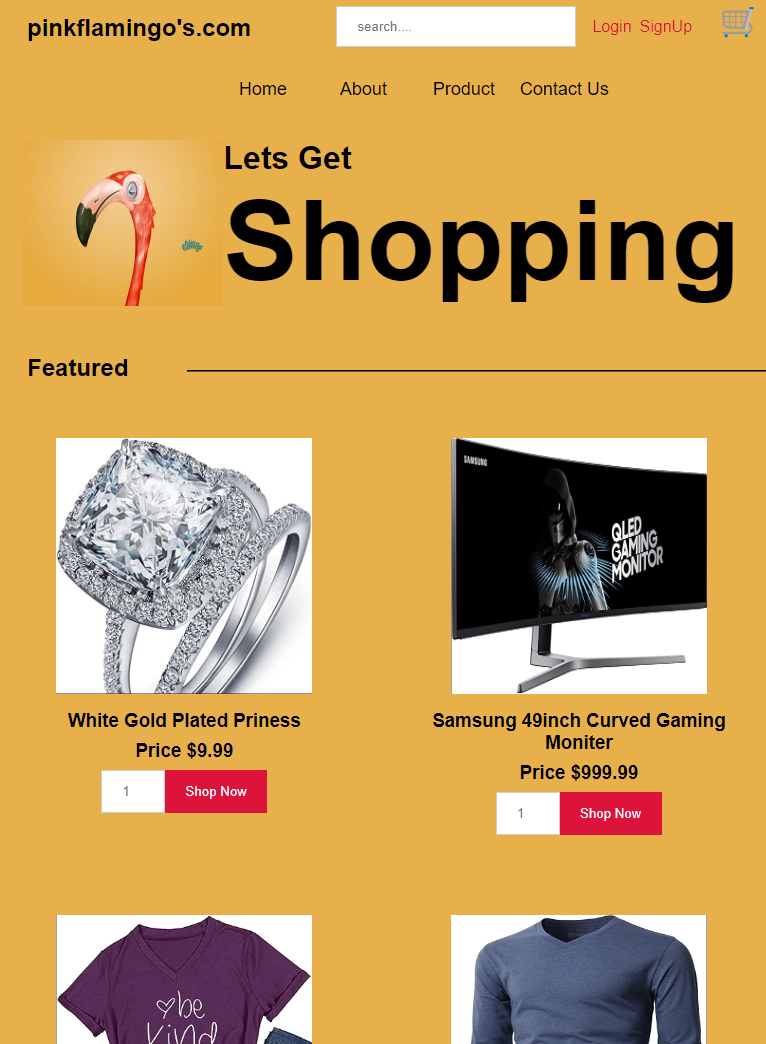 pinkflamingo's.com
search....
Login SignUp
Home About Product Contact Us
Lets Get
Shopping
Featured
SAMSUNG
QLED
GAMING
MONITOR
White Gold Plated Priness
Price $9.99
1 Shop Now
Samsung 49inch Curved Gaming
Moniter
Price $999.99
1 Shop Now
be
kind